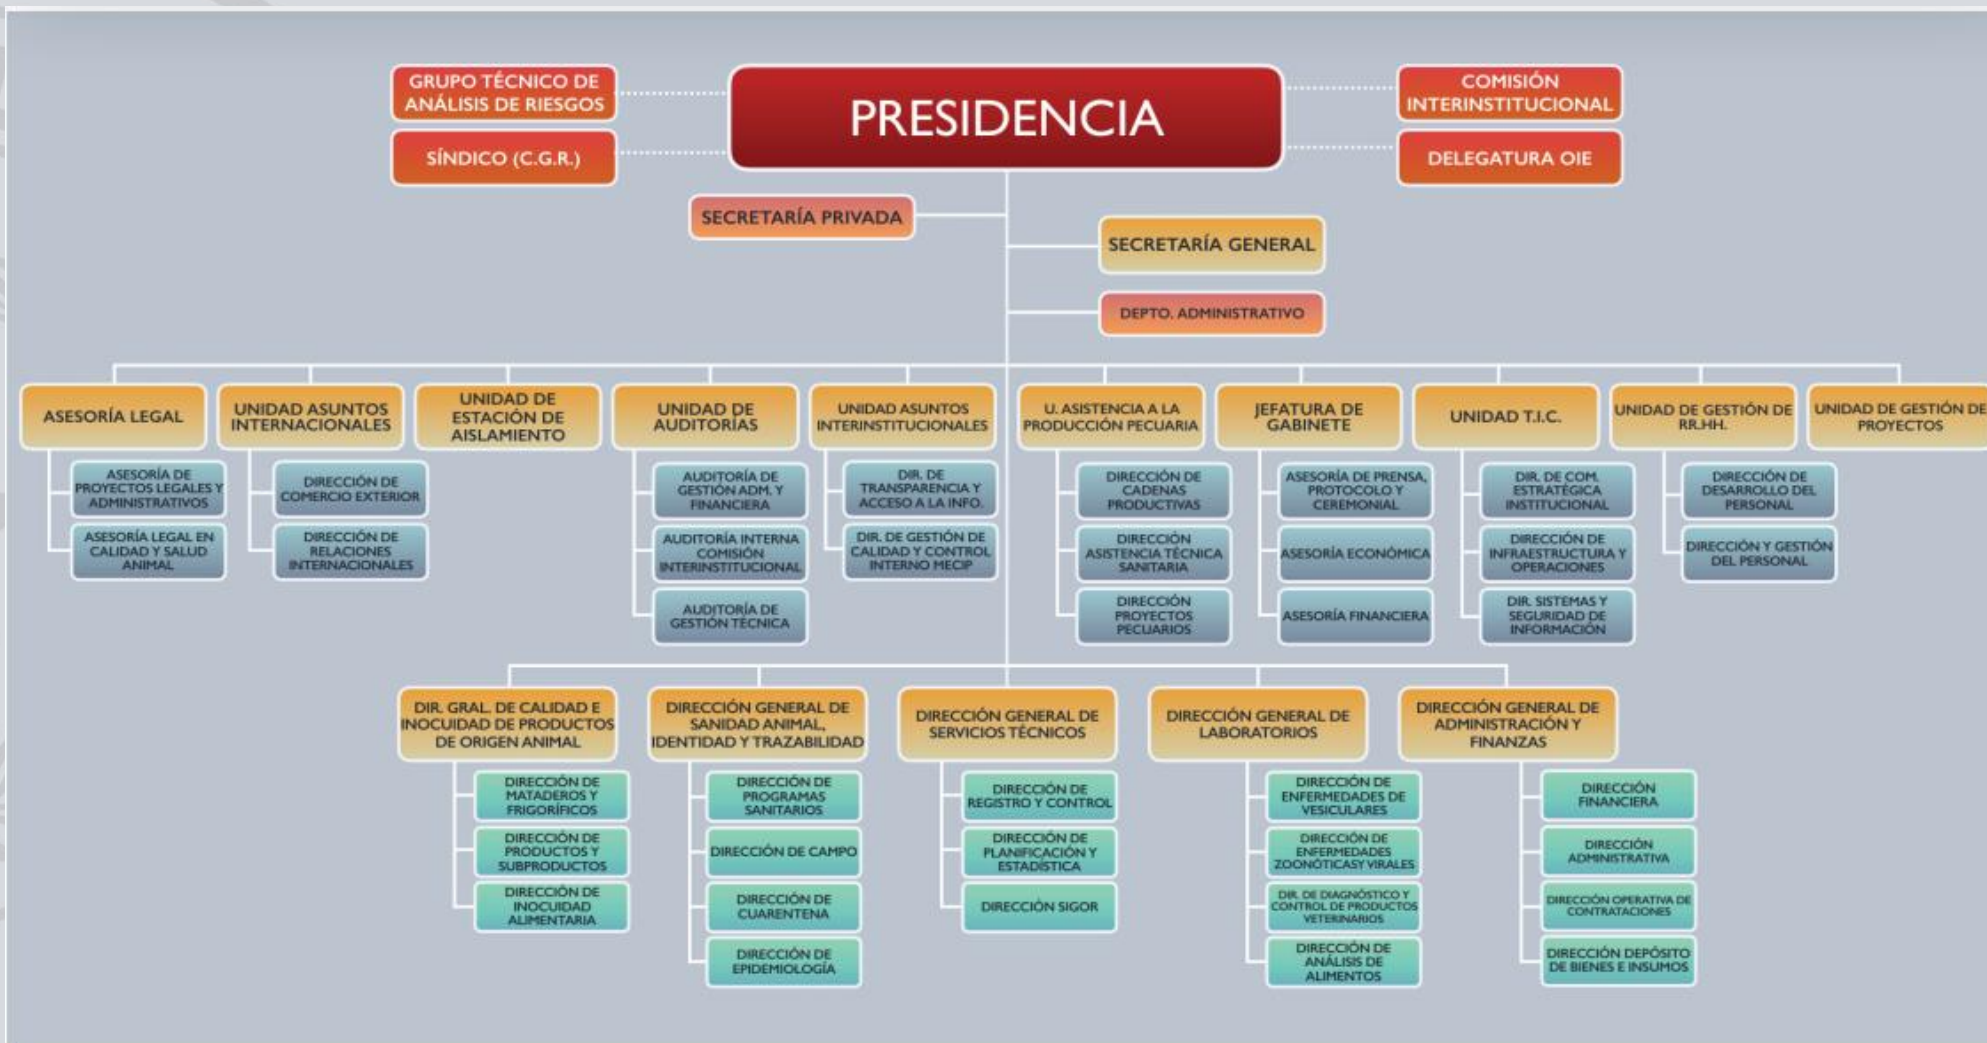 GRUPO TÉCNICO DE
ANÁLISIS DE RIESGOS
PRESIDENCIA
COMISIÓN
INTERINSTITUCIONAL
SÍNDICO (C.G.R.)
DELEGATURA OIE
SECRETARÍA PRIVADA
SECRETARÍA GENERAL
DEPTO. ADMINISTRATIVO
ASESORÍA LEGAL
ASESORÍA DE
PROYECTOS LEGALES Y
ADMINISTRATIVOS
ASESORÍA LEGAL EN
CALIDAD Y SALUD
ANIMAL
UNIDAD ASUNTOS
INTERNACIONALES
DIRECCIÓN DE
COMERCIO EXTERIOR
DIRECCIÓN DE
RELACIONES
INTERNACIONALES
UNIDAD DE
ESTACIÓN DE
AISLAMIENTO
UNIDAD DE
AUDITORÍAS
AUDITORÍA DE
GESTIÓN ADM. Y
FINANCIERA
AUDITORÍA INTERNA
COMISIÓN
INTERINSTITUCIONAL
AUDITORÍA DE
GESTIÓN TÉCNICA
UNIDAD ASUNTOS
INTERINSTITUCIONALES
DIR. DE
TRANSPARENCIA Y
ACCESO A LA INFO.
DIR. DE GESTIÓN DE
CALIDAD Y CONTROL
INTERNO MECIP
U. ASISTENCIA A LA
PRODUCCIÓN PECUARIA
DIRECCIÓN DE
CADENAS
PRODUCTIVAS
DIRECCIÓN
ASISTENCIA TÉCNICA
SANITARIA
DIRECCIÓN
PROYECTOS
PECUARIOS
JEFATURA DE
GABINETE
ASESORÍA DE PRENSA,
PROTOCOLO Y
CEREMONIAL
ASESORÍA ECONÓMICA
ASESORÍA FINANCIERA
UNIDAD T.I.C.
DIR. DE COM.
ESTRATÉGICA
INSTITUCIONAL
DIRECCIÓN DE
INFRAESTRUCTURA Y
OPERACIONES
DIR. SISTEMAS Y
SEGURIDAD DE
INFORMACIÓN
UNIDAD DE GESTIÓN DE
RR.HH.
DIRECCIÓN DE
DESARROLLO DEL
PERSONAL
DIRECCIÓN Y GESTIÓN
DEL PERSONAL
UNIDAD DE GESTIÓN DE
PROYECTOS
DIR. GRAL. DE CALIDAD E
INOCUIDAD DE PRODUCTOS
DE ORIGEN ANIMAL
DIRECCIÓN DE
MATADEROS Y
FRIGORÍFICOS
DIRECCIÓN DE
PRODUCTOS Y
SUBPRODUCTOS
DIRECCIÓN DE
INOCUIDAD
ALIMENTARIA
DIRECCIÓN GENERAL DE
SANIDAD ANIMAL,
IDENTIDAD Y TRAZABILIDAD
DIRECCIÓN DE
PROGRAMAS
SANITARIOS
DIRECCIÓN DE CAMPO
DIRECCIÓN DE
CUARENTENA
DIRECCIÓN DE
EPIDEMIOLOGÍA
DIRECCIÓN GENERAL DE
SERVICIOS TÉCNICOS
DIRECCIÓN DE
REGISTRO Y CONTROL
DIRECCIÓN DE
PLANIFICACIÓN Y
ESTADÍSTICA
DIRECCIÓN SIGOR
DIRECCIÓN GENERAL DE
LABORATORIOS
DIRECCIÓN DE
ENFERMEDADES DE
VESICULARES
DIRECCIÓN DE
ENFERMEDADES
ZOONÓTICASY VIRALES
DIR. DE DIAGNÓSTICO Y
CONTROL DE PRODUCTOS
VETERINARIOS
DIRECCIÓN DE
ANÁLISIS DE
ALIMENTOS
DIRECCIÓN GENERAL DE
ADMINISTRACIÓN Y
FINANZAS
DIRECCIÓN
FINANCIERA
DIRECCIÓN
ADMINISTRATIVA
DIRECCIÓN OPERATIVA DE
CONTRATACIONES
DIRECCIÓN DEPÓSITO
DE BIENES E INSUMOS